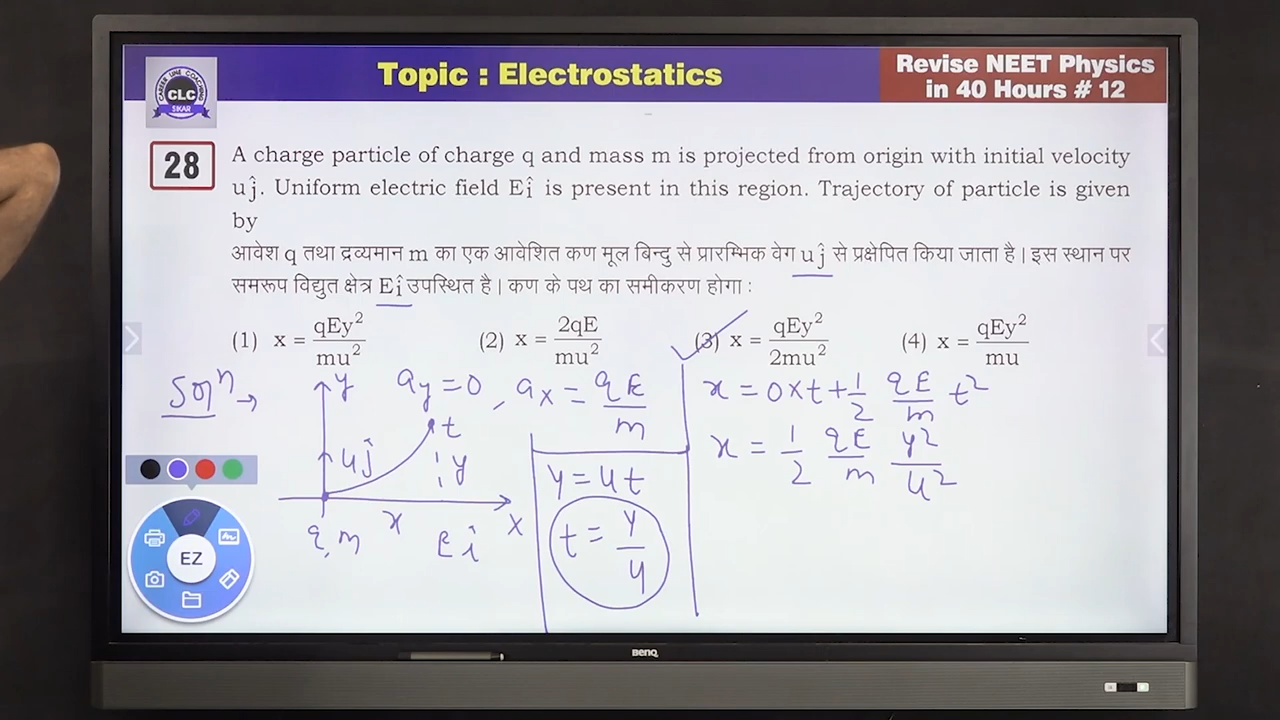 CAREER LINE COACHING
CLC
SIKAR
Topic : Electrostatics
Revise NEET Physics
in 40 Hours # 12
28
A charge particle of charge q and mass m is projected from origin with initial velocity
uĵ. Uniform electric field Eî is present in this region. Trajectory of particle is given
by
आवेश q तथा द्रव्यमान m का एक आवेशित कण मूल बिन्दु से प्रारम्भिक वेग uĵ से प्रक्षेपित किया जाता है। इस स्थान पर
समरूप विद्युत क्षेत्र Eî उपस्थित है। कण के पथ का समीकरण होगा :
(1) x = qEy²/mu² (2) x = 2qE/mu² (3) x = qEy²/2mu² (4) x = qEy²/mu
Solⁿ → y ay = 0, ax = qE/m
uĵ t y
x X
q, m Eî
y = ut
t = y/u
x = 0×t + 1/2 qE/m t²
x = 1/2 qE/m y²/u²
EZ
BenQ